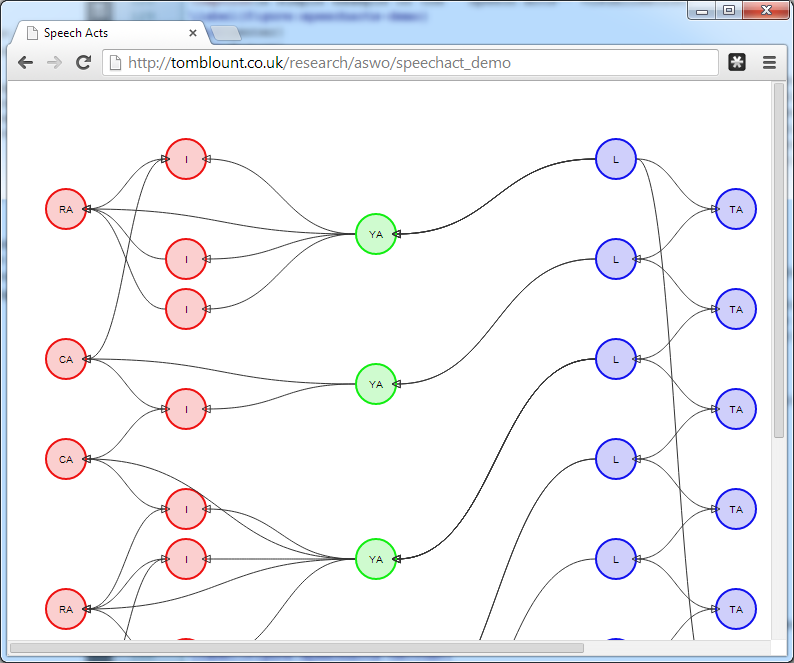 Speech Acts
http://tomblount.co.uk/research/aswo/speechact_demo
I
L
RA
TA
YA
I
L
I
TA
CA
L
YA
I
TA
CA
L
I
TA
I
YA
L
RA
TA